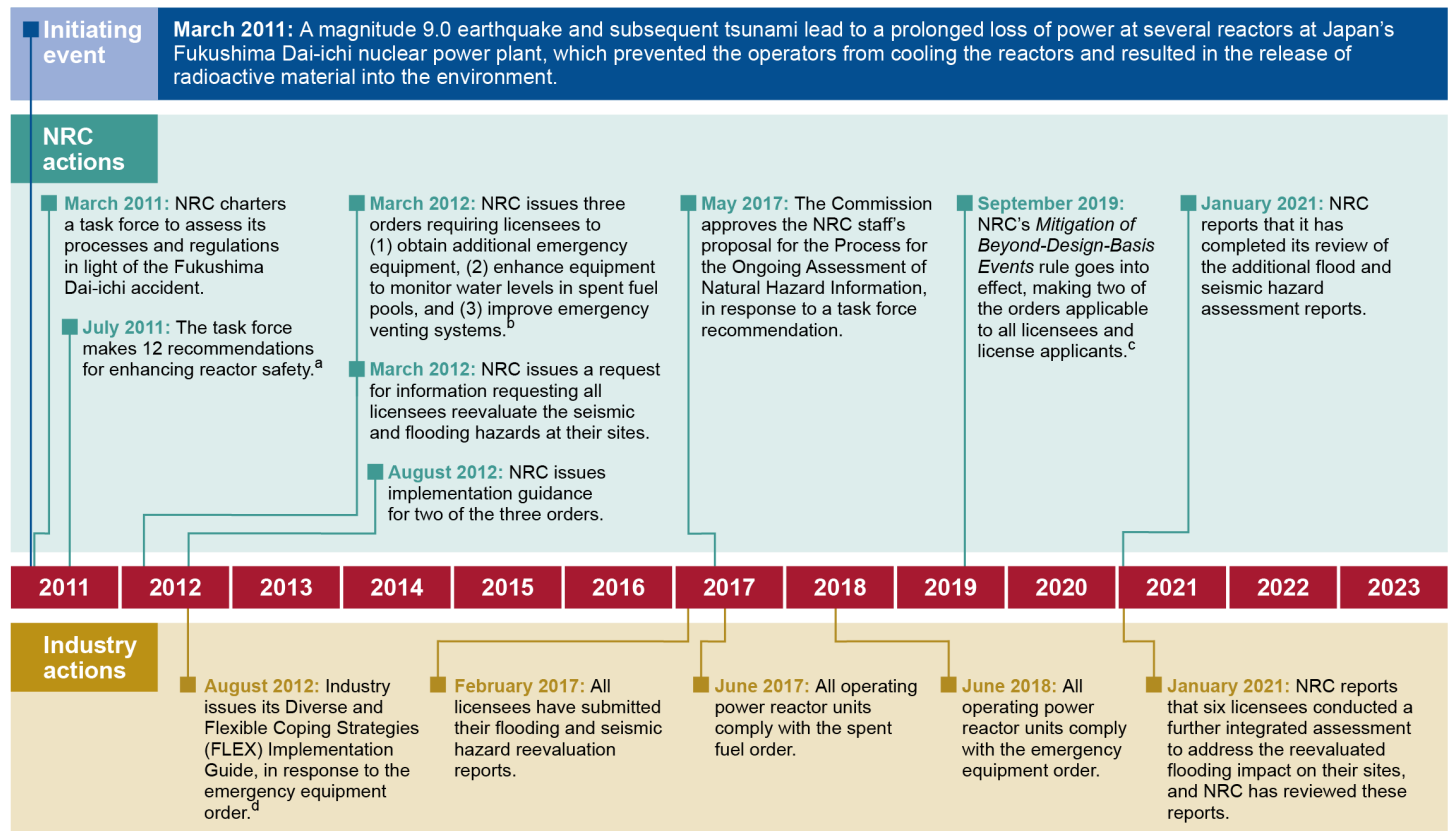 Initiating
event
March 2011: A magnitude 9.0 earthquake and subsequent tsunami lead to a prolonged loss of power at several reactors at Japan’s
Fukushima Dai-ichi nuclear power plant, which prevented the operators from cooling the reactors and resulted in the release of
radioactive material into the environment.
NRC
actions
March 2011: NRC charters
a task force to assess its
processes and regulations
in light of the Fukushima
Dai-ichi accident.
July 2011: The task force
makes 12 recommendations
for enhancing reactor safety.a
March 2012: NRC issues three
orders requiring licensees to
(1) obtain additional emergency
equipment, (2) enhance equipment
to monitor water levels in spent fuel
pools, and (3) improve emergency
venting systems.b
March 2012: NRC issues a request
for information requesting all
licensees reevaluate the seismic
and flooding hazards at their sites.
August 2012: NRC issues
implementation guidance
for two of the three orders.
May 2017: The Commission
approves the NRC staff’s
proposal for the Process for
the Ongoing Assessment of
Natural Hazard Information,
in response to a task force
recommendation.
September 2019:
NRC’s Mitigation of
Beyond-Design-Basis
Events rule goes into
effect, making two of
the orders applicable
to all licensees and
license applicants.c
January 2021: NRC
reports that it has
completed its review of
the additional flood and
seismic hazard
assessment reports.
2011 2012 2013 2014 2015 2016 2017 2018 2019 2020 2021 2022 2023
Industry
actions
August 2012: Industry
issues its Diverse and
Flexible Coping Strategies
(FLEX) Implementation
Guide, in response to the
emergency equipment
order.d
February 2017: All
licensees have submitted
their flooding and seismic
hazard reevaluation
reports.
June 2017: All operating
power reactor units
comply with the spent
fuel order.
June 2018: All
operating power
reactor units comply
with the emergency
equipment order.
January 2021: NRC reports
that six licensees conducted a
further integrated assessment
to address the reevaluated
flooding impact on their sites,
and NRC has reviewed these
reports.